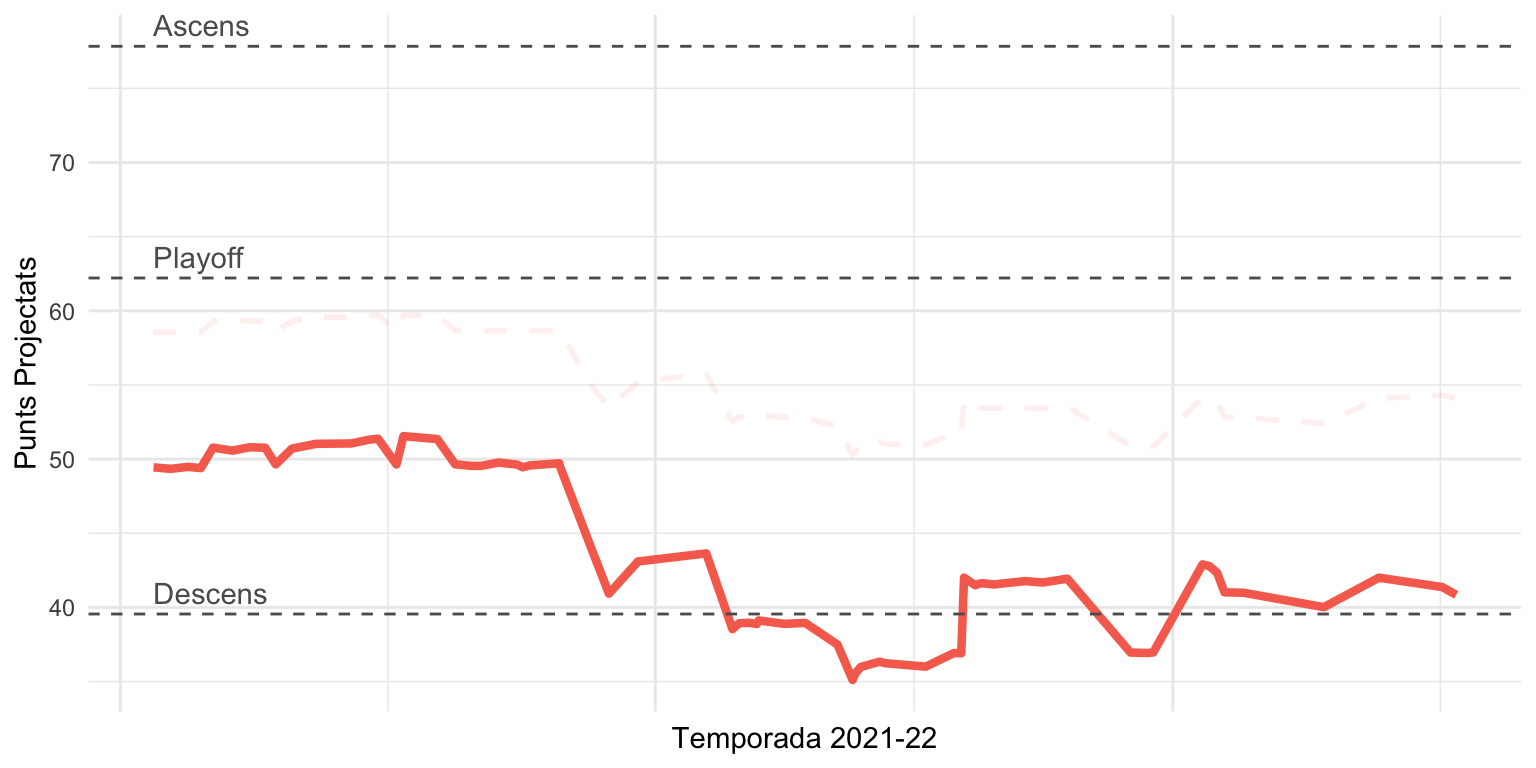 Ascens
70
Playoff
60
Punts Projectats
50
Descens
40
Temporada 2021-22